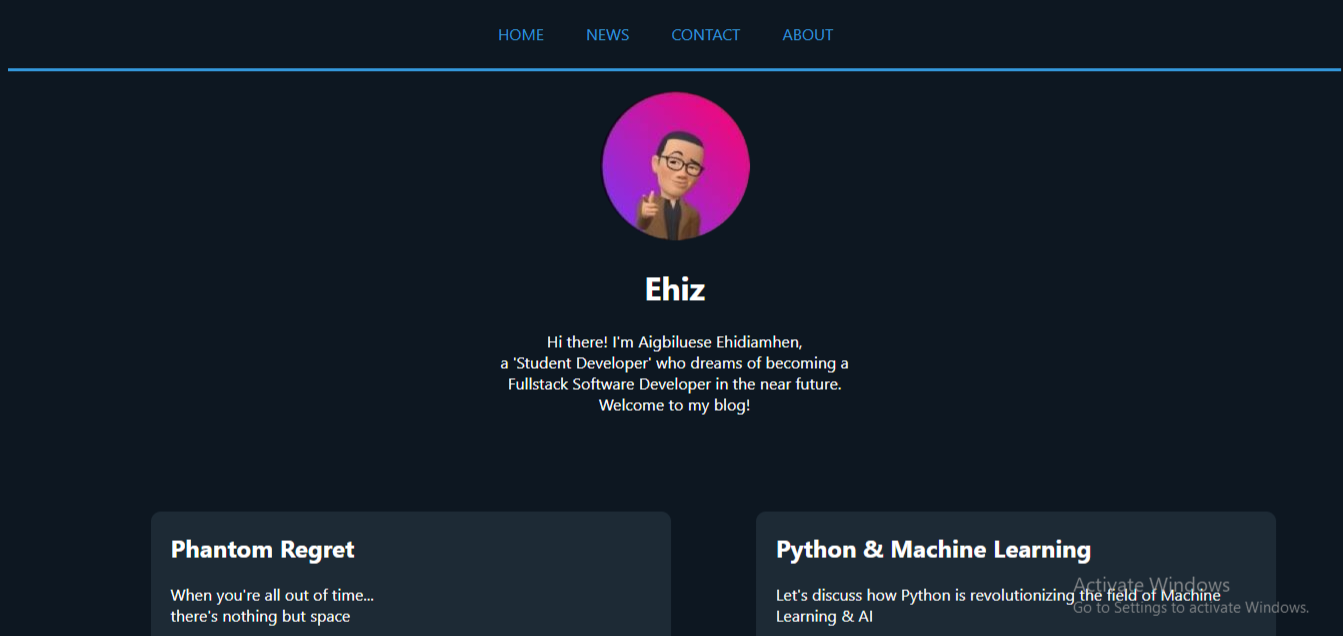 HOME NEWS CONTACT ABOUT
Ehiz
Hi there! I'm Aigbiluese Ehidiamhen,
a 'Student Developer' who dreams of becoming a
Fullstack Software Developer in the near future.
Welcome to my blog!
Phantom Regret
When you're all out of time...
there's nothing but space
Python & Machine Learning
Let's discuss how Python is revolutionizing the field of Machine
Learning & AI
Activate Windows
Go to Settings to activate Windows.